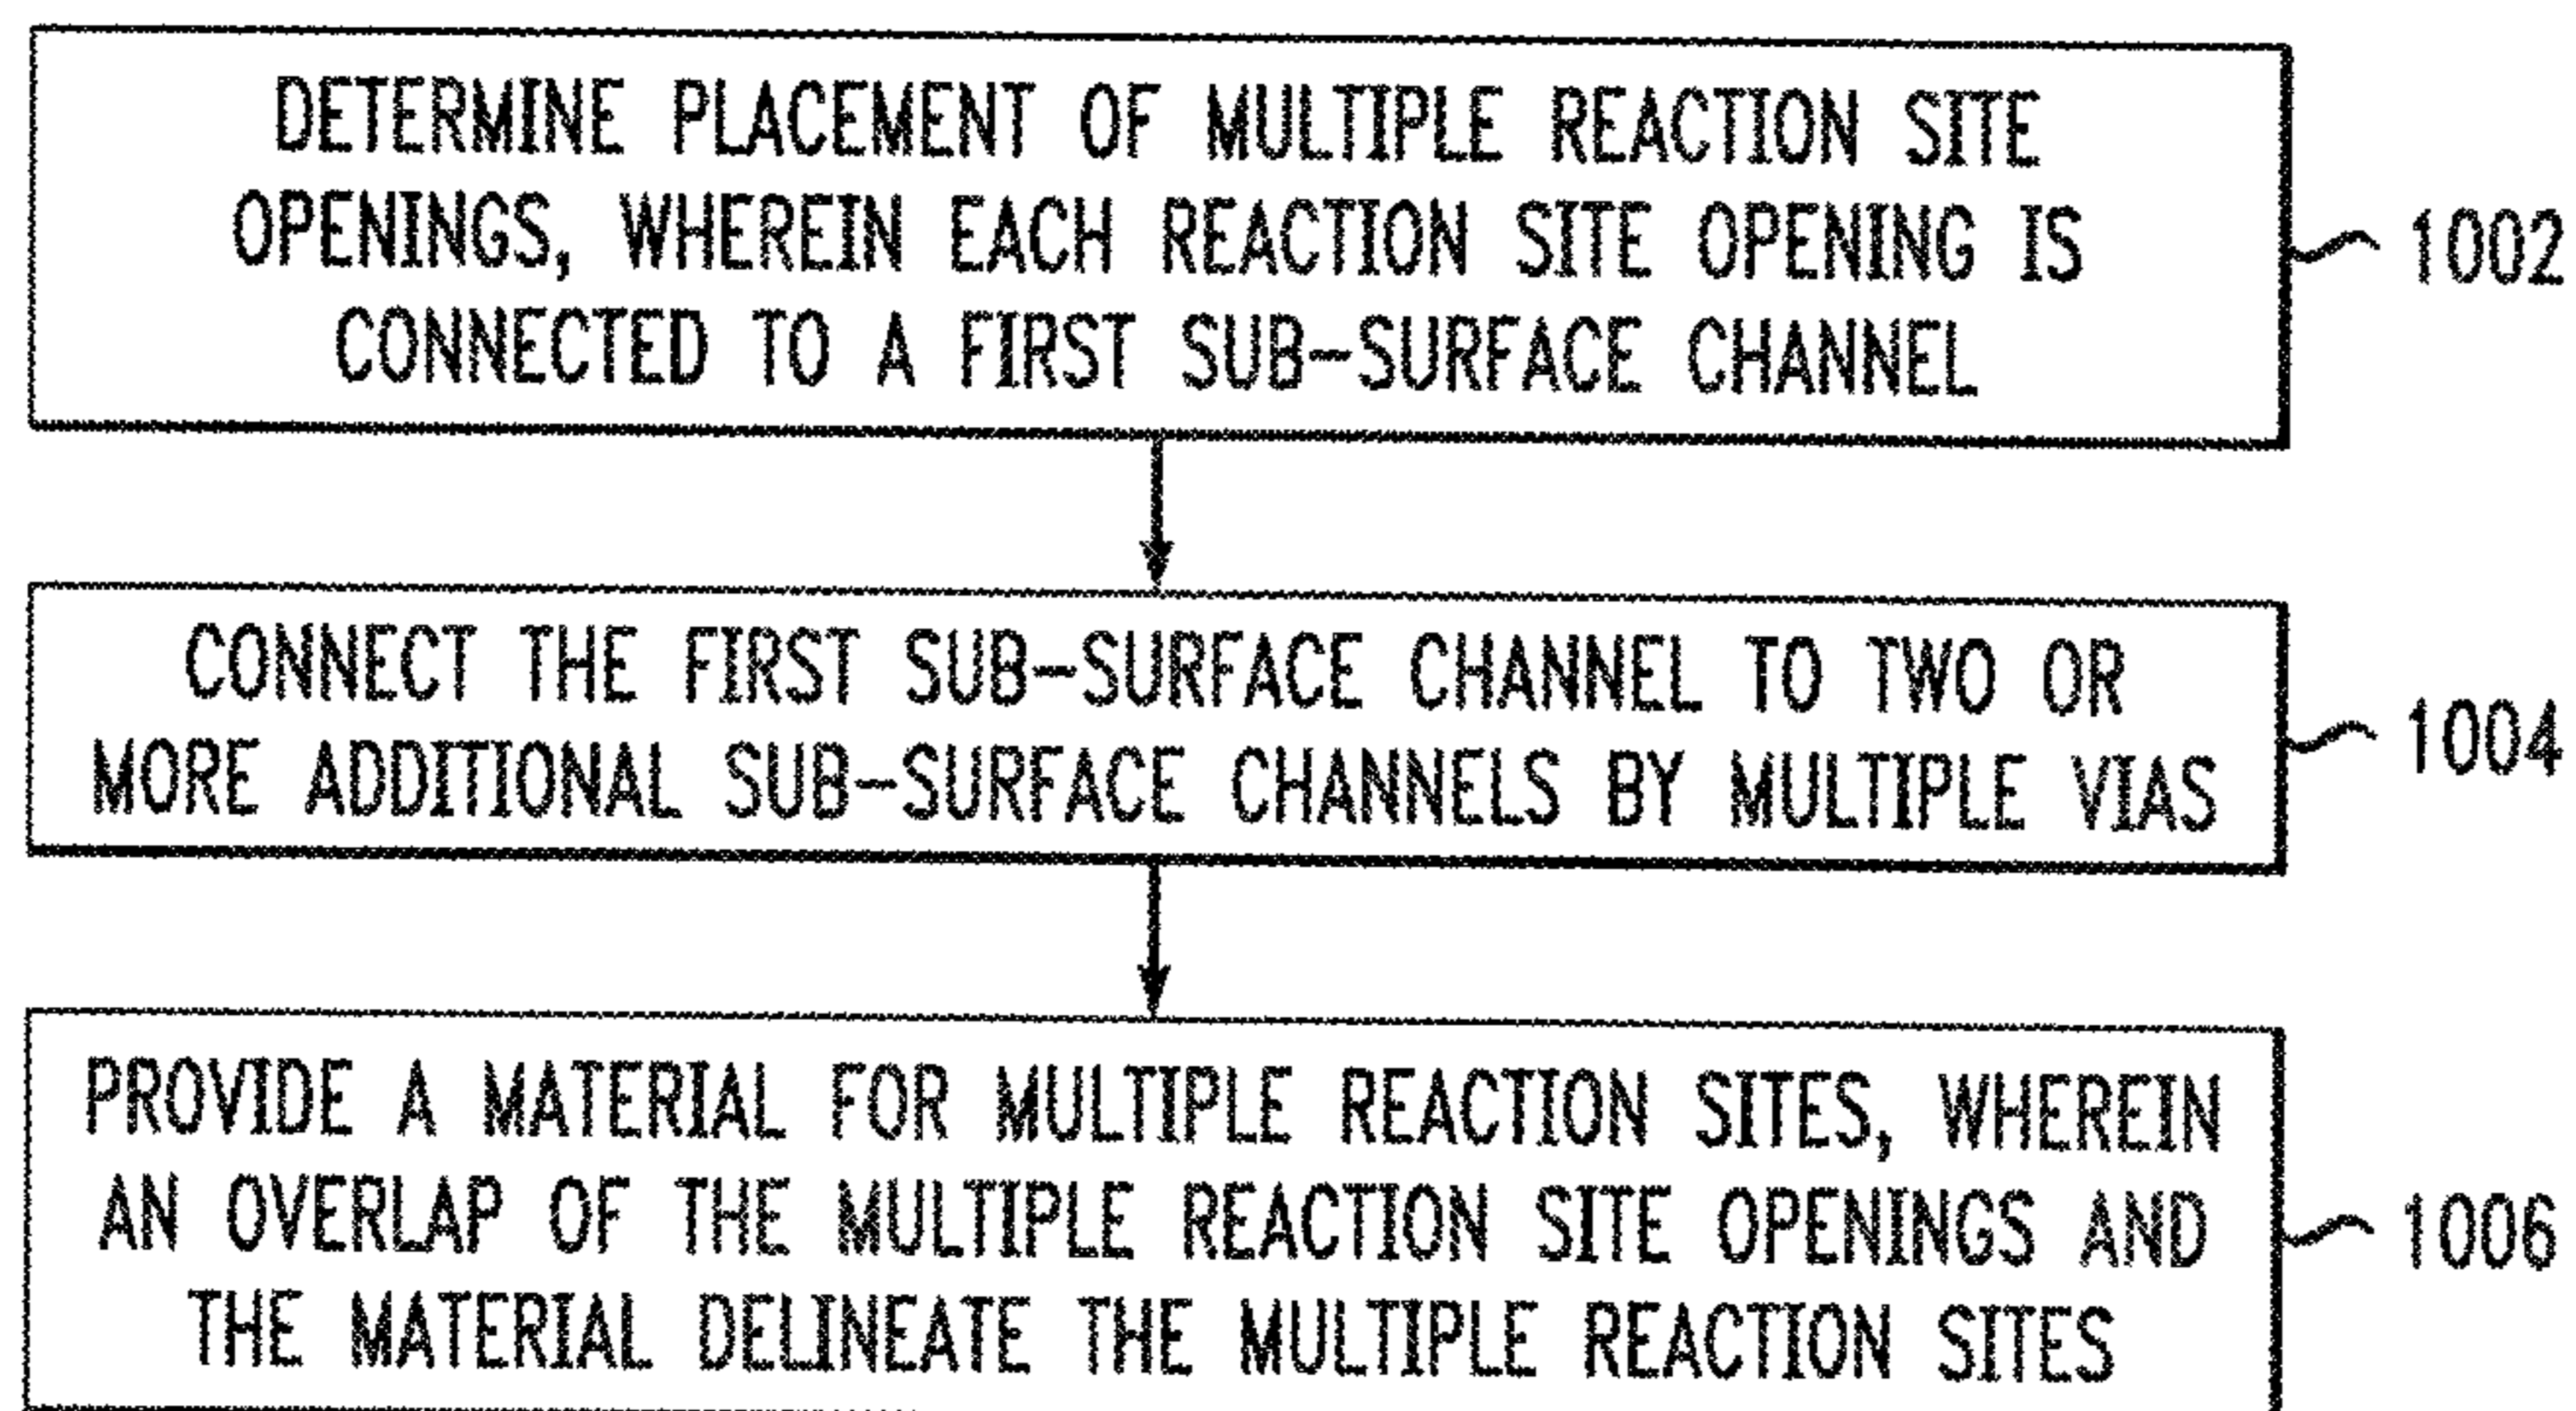 DETERMINE PLACEMENT OF MULTIPLE REACTION SITE
OPENINGS, WHEREIN EACH REACTION SITE OPENING IS
CONNECTED TO A FIRST SUB-SURFACE CHANNEL
1002
CONNECT THE FIRST SUB-SURFACE CHANNEL TO TWO OR
MORE ADDITIONAL SUB-SURFACE CHANNELS BY MULTIPLE VIAS
1004
PROVIDE A MATERIAL FOR MULTIPLE REACTION SITES, WHEREIN
AN OVERLAP OF THE MULTIPLE REACTION SITE OPENINGS AND
THE MATERIAL DELINEATE THE MULTIPLE REACTION SITES
1006